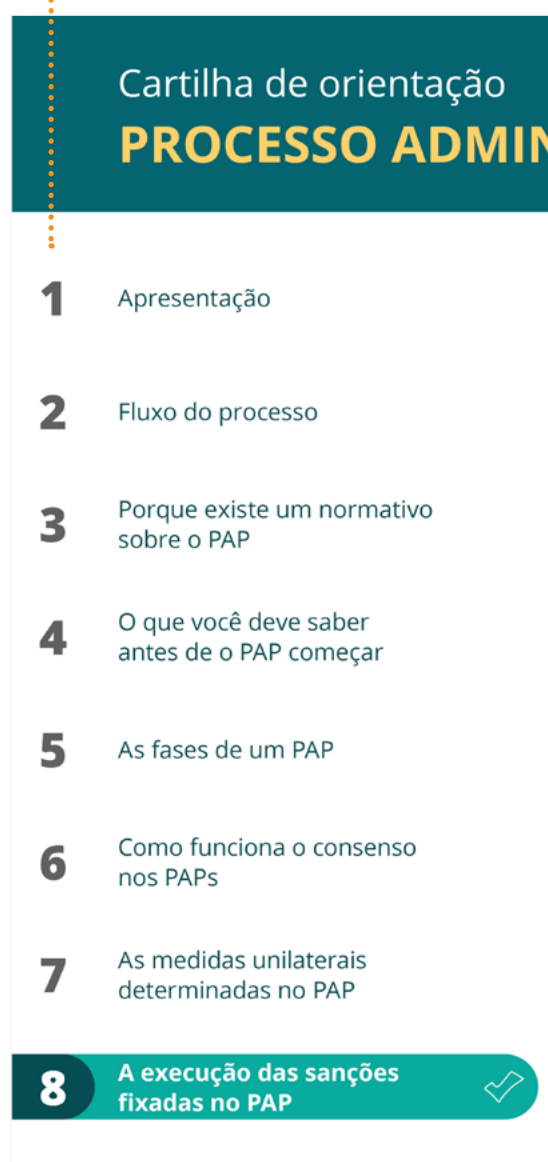 Cartilha de orientação
PROCESSO ADMIN
1
Apresentação
2
Fluxo do processo
3
Porque existe um normativo
sobre o PAP
4
O que você deve saber
antes de o PAP começar
5
As fases de um PAP
6
Como funciona o consenso
nos PAPs
7
As medidas unilaterais
determinadas no PAP
8
A execução das sanções
fixadas no PAP